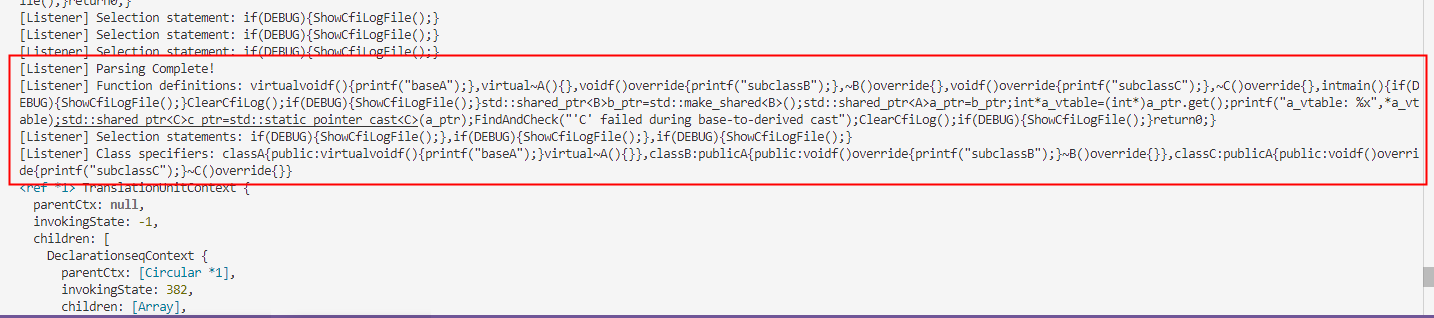 ile();}return0;}
[Listener] Selection statement: if(DEBUG){ShowCfiLogFile();}
[Listener] Selection statement: if(DEBUG){ShowCfiLogFile();}
[Listener] Selection statement: if(DEBUG){ShowCfiLogFile();}
[Listener] Parsing Complete!
[Listener] Function definitions: virtualvoidf(){printf("baseA");},virtual~A(){},voidf()override{printf("subclassB");},~B()override{},voidf()override{printf("subclassC");},~C()override{},intmain(){if(D
EBUG){ShowCfiLogFile();}ClearCfiLog();if(DEBUG){ShowCfiLogFile();}std::shared_ptr<B>b_ptr=std::make_shared<B>();std::shared_ptr<A>a_ptr=b_ptr;int*a_vtable=(int*)a_ptr.get();printf("a_vtable: %x",*a_vt
able);std::shared_ptr<C>c_ptr=std::static_pointer_cast<C>(a_ptr);FindAndCheck("'C' failed during base-to-derived cast");ClearCfiLog();if(DEBUG){ShowCfiLogFile();}return0;}
[Listener] Selection statements: if(DEBUG){ShowCfiLogFile();},if(DEBUG){ShowCfiLogFile();},if(DEBUG){ShowCfiLogFile();}
[Listener] Class specifiers: classA{public:virtualvoidf(){printf("baseA");}virtual~A(){}},classB:publicA{public:voidf()override{printf("subclassB");}~B()override{}},classC:publicA{public:voidf()overri
de{printf("subclassC");}~C()override{}}
<ref *1> TranslationUnitContext {
parentCtx: null,
invokingState: -1,
children: [
DeclarationseqContext {
parentCtx: [Circular *1],
invokingState: 382,
children: [Array],